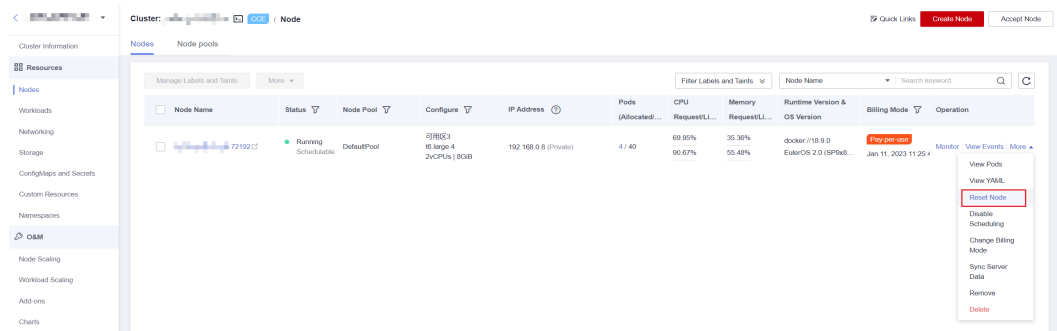 Cluster: CCE / Node
Quick Links
Create Node
Accept Node
Cluster Information
Resources
Nodes
Workloads
Networking
Storage
ConfigMaps and Secrets
Custom Resources
Namespaces
O&M
Node Scaling
Workload Scaling
Add-ons
Charts
Nodes Node pools
Manage Labels and Taints More
Filter Labels and Taints Node Name Search keyword
Node Name
Status
Node Pool
Configure
IP Address
Pods
(Allocated/...
CPU
Request/Li...
Memory
Request/Li...
Runtime Version &
OS Version
Billing Mode
Operation
72192
Running
Schedulable
DefaultPool
可用区3
t6.large.4
2vCPUs | 8GiB
192.168.0.8 (Private)
4 / 40
69.95%
90.67%
35.36%
55.48%
docker://18.9.0
EulerOS 2.0 (SP9x8...
Pay-per-use
Jan 11, 2023 11:25:4
Monitor View Events More
View Pods
View YAML
Reset Node
Disable
Scheduling
Change Billing
Mode
Sync Server
Data
Remove
Delete